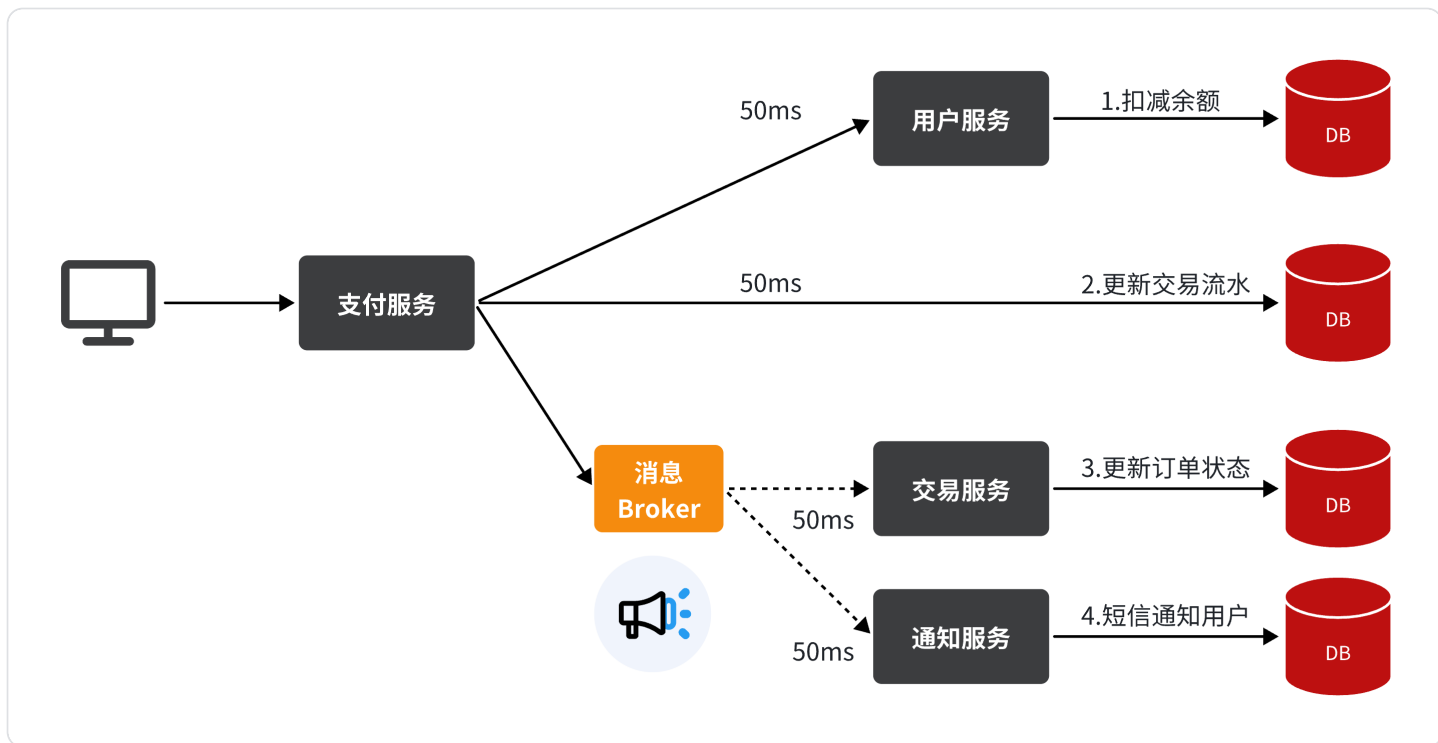 50ms
用户服务
1.扣减余额
DB
支付服务
50ms
2.更新交易流水
DB
消息
Broker
50ms
交易服务
3.更新订单状态
DB
50ms
通知服务
4.短信通知用户
DB